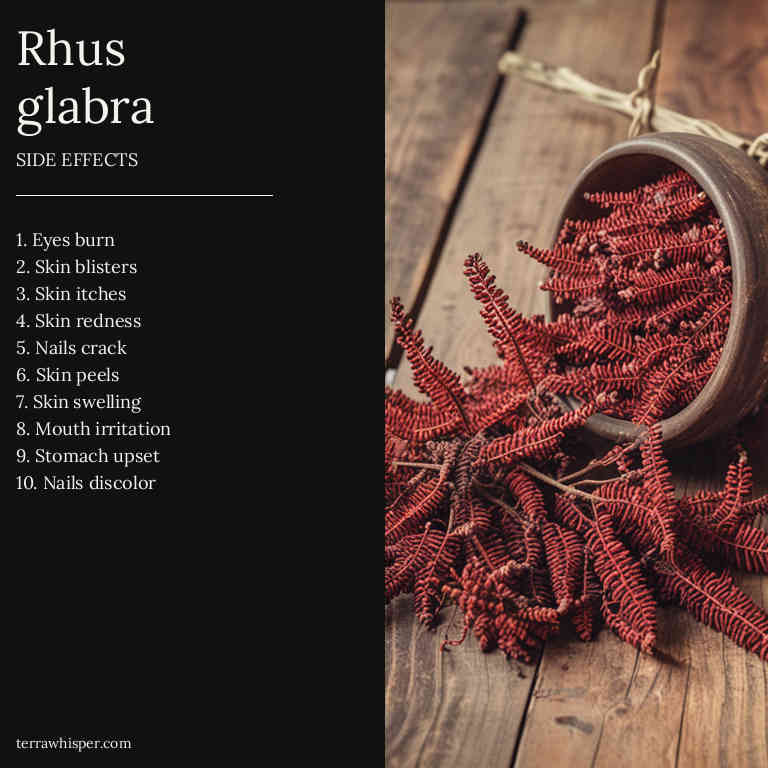 Rhus
glabra
SIDE EFFECTS
1. Eyes burn
2. Skin blisters
3. Skin itches
4. Skin redness
5. Nails crack
6. Skin peels
7. Skin swelling
8. Mouth irritation
9. Stomach upset
10. Nails discolor
terrawhisper.com